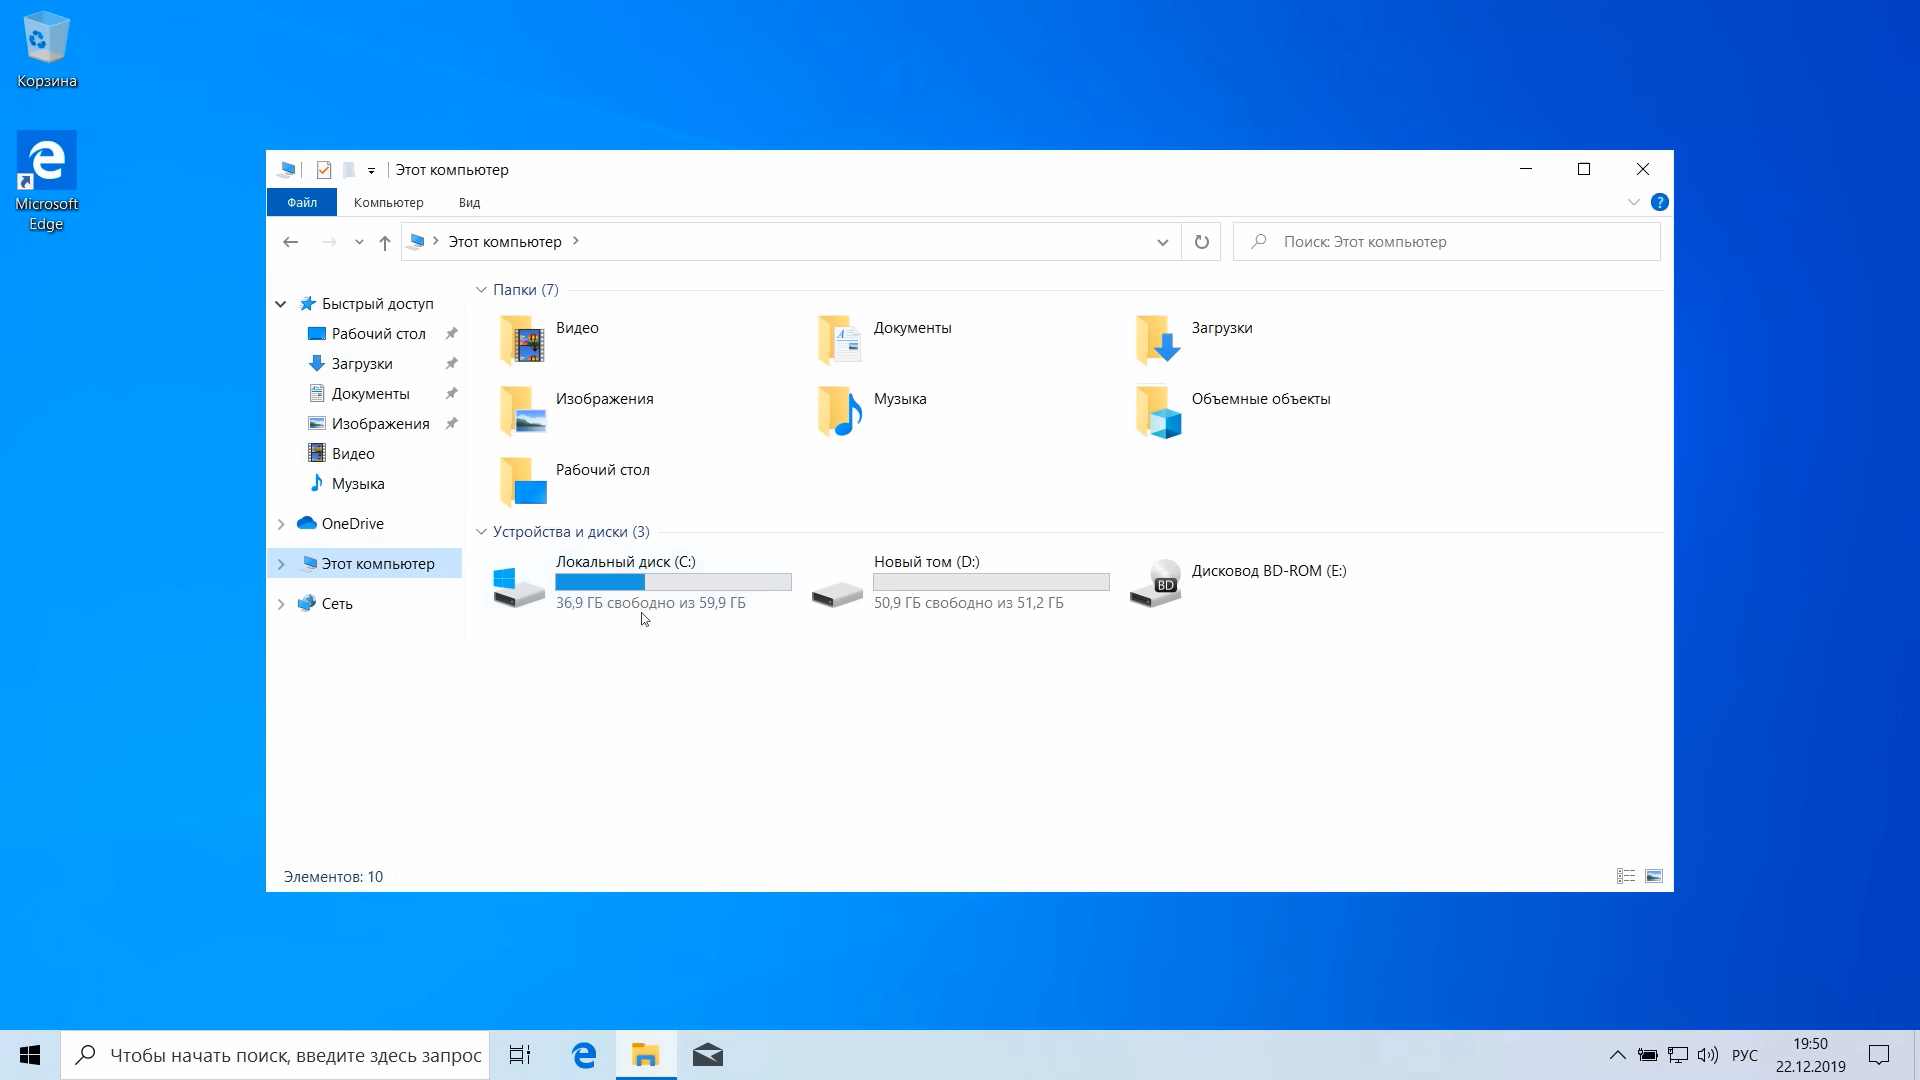 Корзина
Microsoft
Edge
Этот компьютер
Файл
Компьютер
Вид
Этот компьютер
Поиск: Этот компьютер
Быстрый доступ
Рабочий стол
Загрузки
Документы
Изображения
Видео
Музыка
OneDrive
Этот компьютер
Сеть
Папки (7)
Видео
Документы
Загрузки
Изображения
Музыка
Объемные объекты
Рабочий стол
Устройства и диски (3)
Локальный диск (C:)
36,9 ГБ свободно из 59,9 ГБ
Новый том (D:)
50,9 ГБ свободно из 51,2 ГБ
BD
Дисковод BD-ROM (E:)
Элементов: 10
Чтобы начать поиск, введите здесь запрос
РУС
19:50
22.12.2019